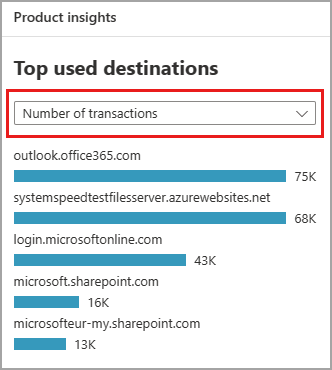 Product insights
Top used destinations
Number of transactions
outlook.office365.com
75K
systemspeedtestfilesserver.azurewebsites.net
68K
login.microsoftonline.com
43K
microsoft.sharepoint.com
16K
microsofteur-my.sharepoint.com
13K